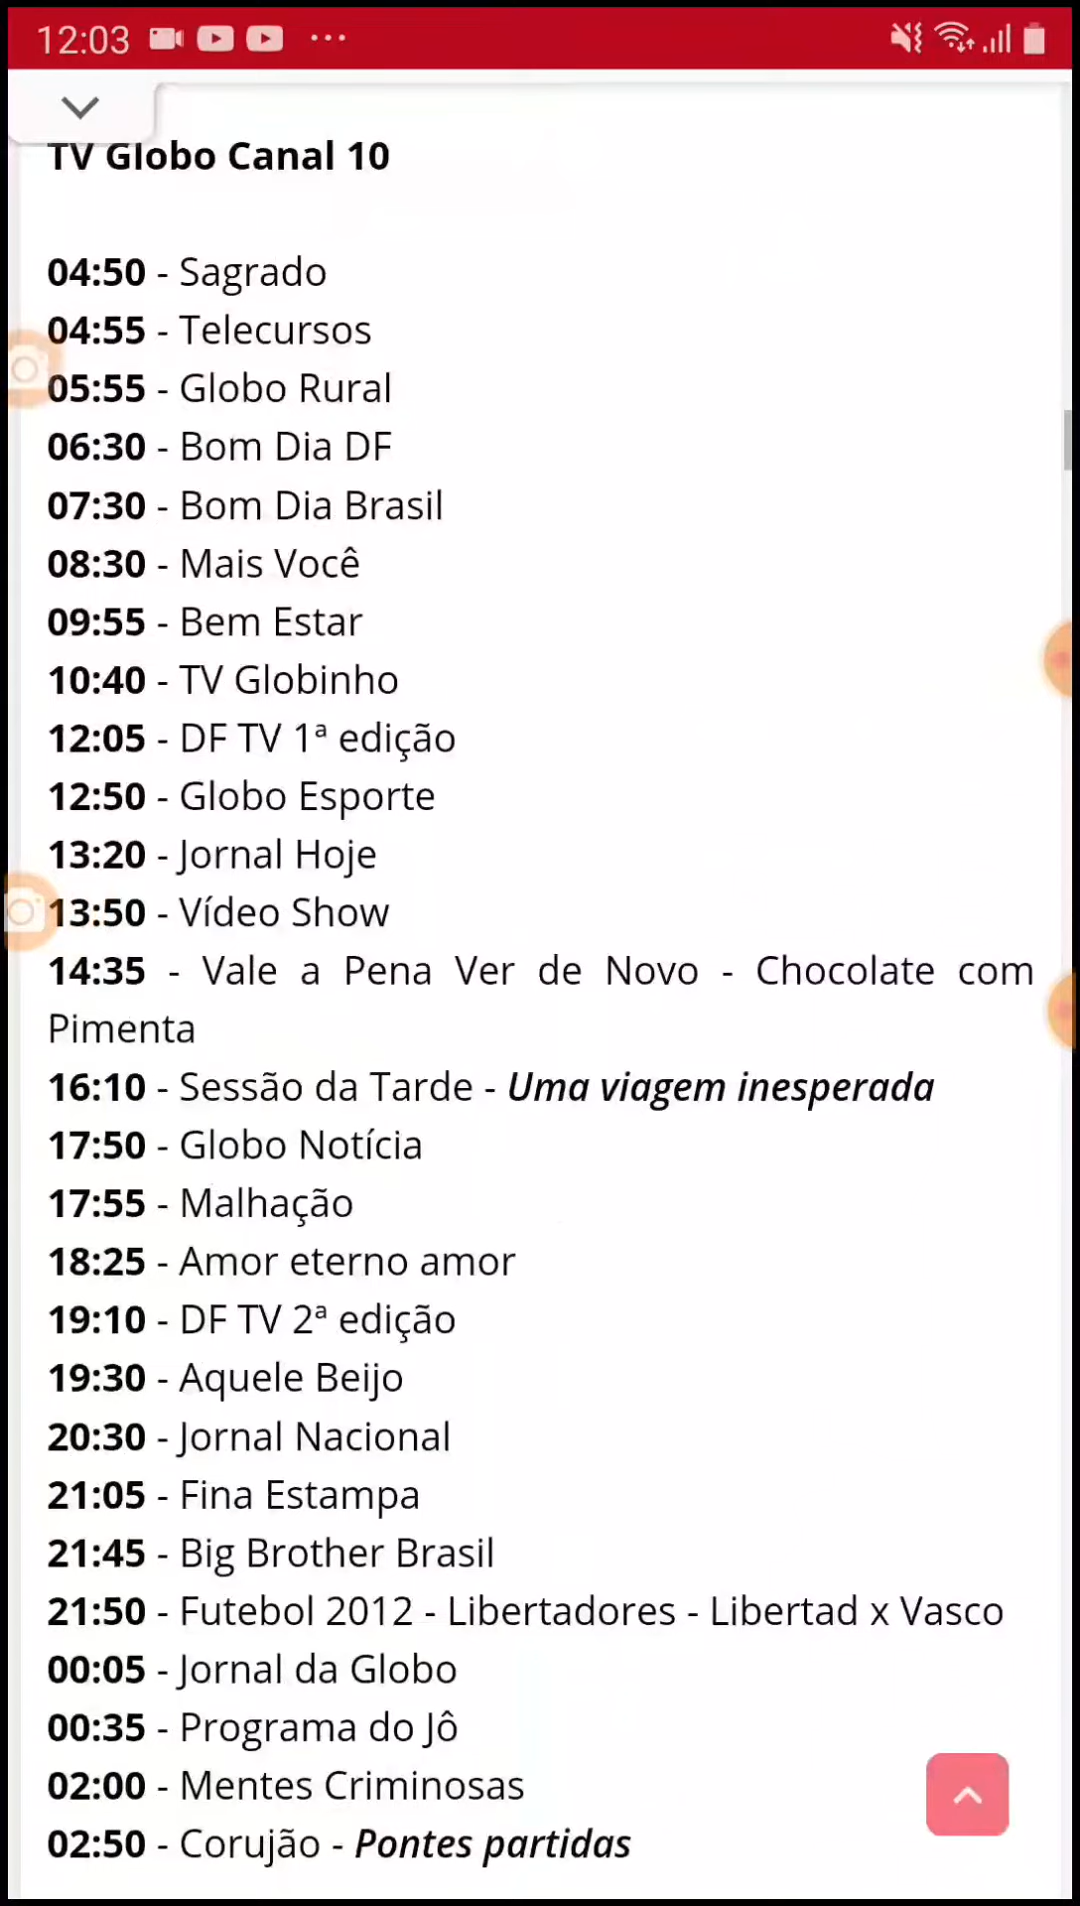 12:03
TV Globo Canal 10
04:50 - Sagrado
04:55 - Telecursos
05:55 - Globo Rural
06:30 - Bom Dia DF
07:30 - Bom Dia Brasil
08:30 - Mais Você
09:55 - Bem Estar
10:40 - TV Globinho
12:05 - DF TV 1ª edição
12:50 - Globo Esporte
13:20 - Jornal Hoje
13:50 - Vídeo Show
14:35 - Vale a Pena Ver de Novo - Chocolate com
Pimenta
16:10 - Sessão da Tarde - Uma viagem inesperada
17:50 - Globo Notícia
17:55 - Malhação
18:25 - Amor eterno amor
19:10 - DF TV 2ª edição
19:30 - Aquele Beijo
20:30 - Jornal Nacional
21:05 - Fina Estampa
21:45 - Big Brother Brasil
21:50 - Futebol 2012 - Libertadores - Libertad x Vasco
00:05 - Jornal da Globo
00:35 - Programa do Jô
02:00 - Mentes Criminosas
02:50 - Corujão - Pontes partidas